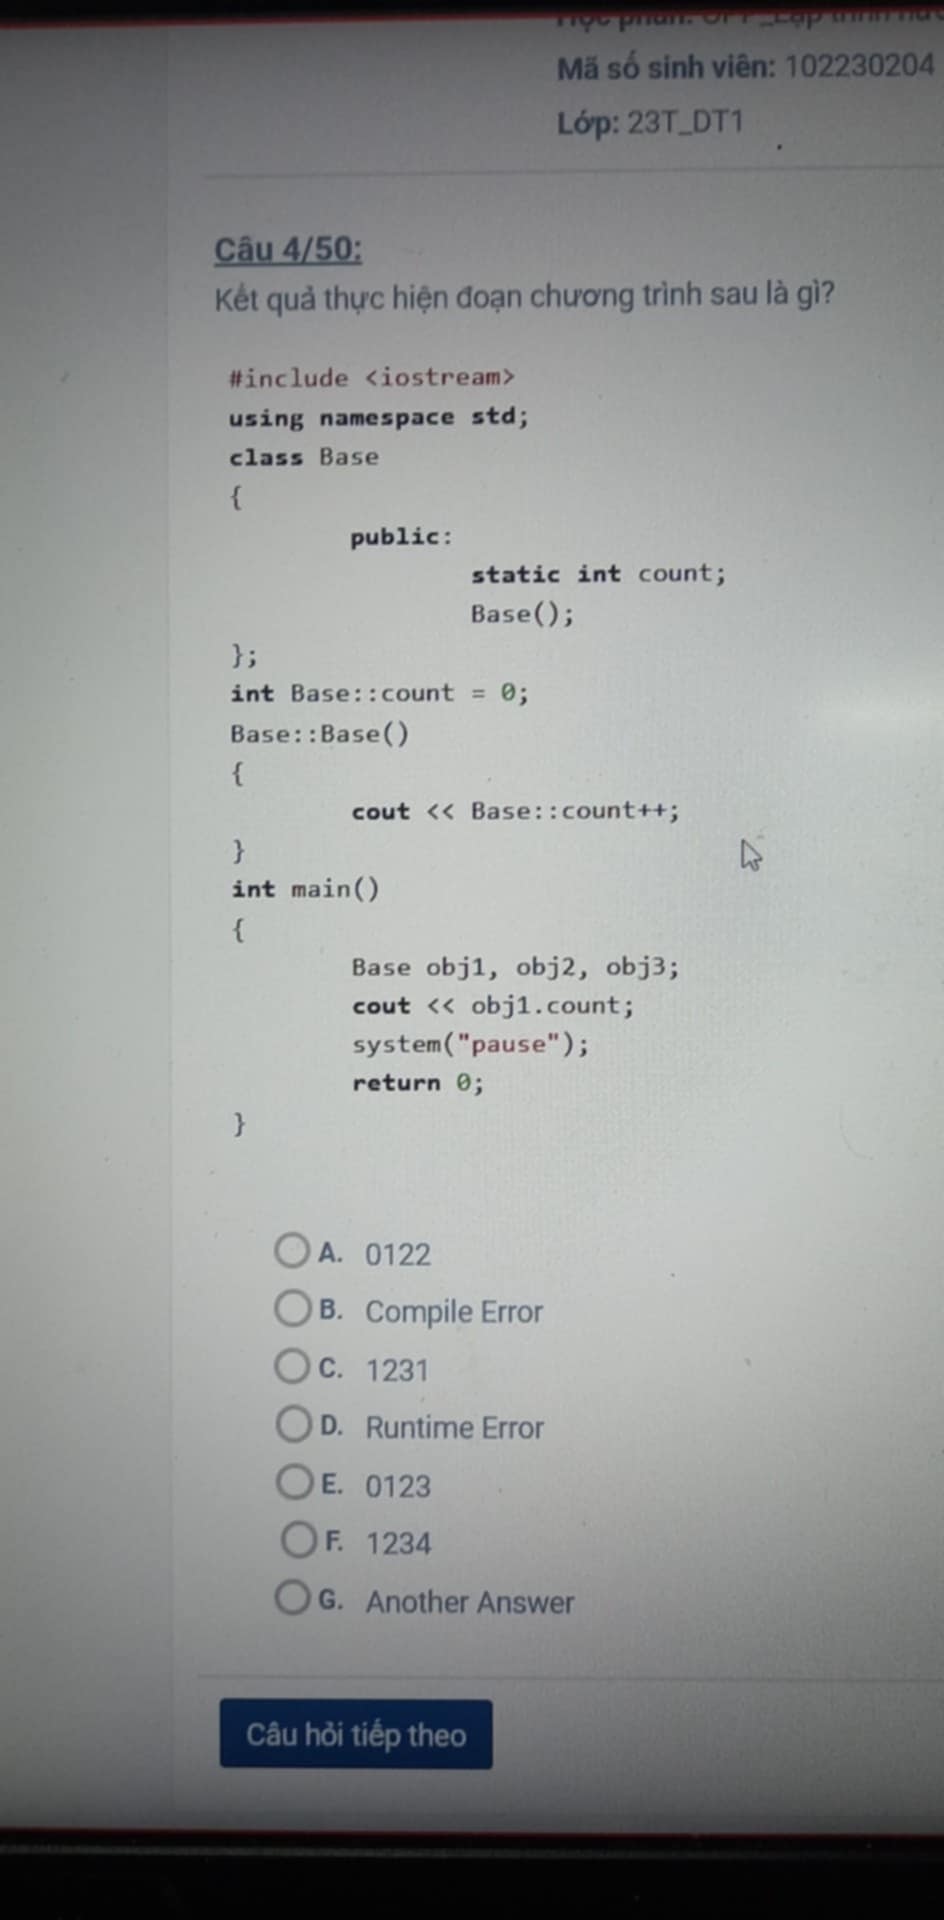 Mã số sinh viên: 102230204
Lớp: 23T_DT1
Câu 4/50:
Kết quả thực hiện đoạn chương trình sau là gì?
#include <iostream>
using namespace std;
class Base
{
public:
static int count;
Base();
};
int Base::count = 0;
Base::Base()
{
cout << Base::count++;
}
int main()
{
Base obj1, obj2, obj3;
cout << obj1.count;
system("pause");
return 0;
}
A. 0122
B. Compile Error
C. 1231
D. Runtime Error
E. 0123
F. 1234
G. Another Answer
Câu hỏi tiếp theo